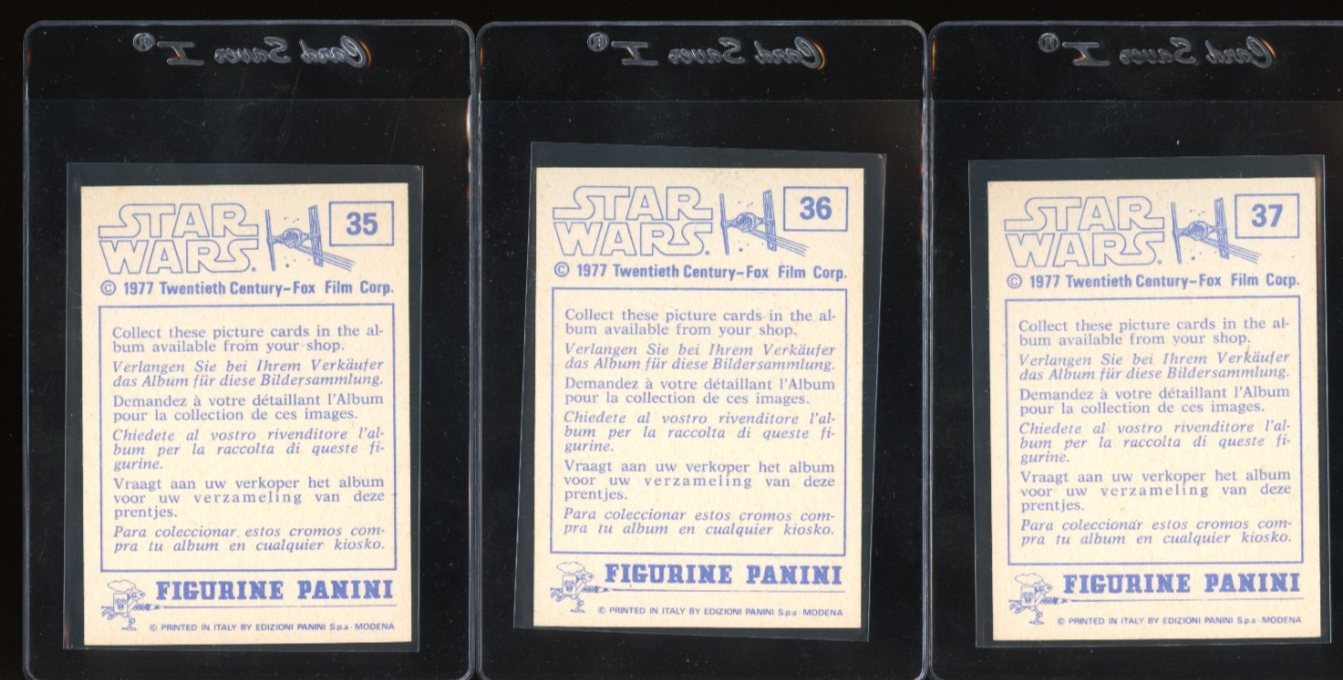 Card Saver I®
STAR
WARS.
35
© 1977 Twentieth Century-Fox Film Corp.
Collect these picture cards in the al-
bum available from your shop.
Verlangen Sie bei Ihrem Verkäufer
das Album für diese Bildersammlung.
Demandez à votre détaillant l'Album
pour la collection de ces images.
Chiedete al vostro rivenditore l'al-
bum per la raccolta di queste fi-
gurine.
Vraagt aan uw verkoper het album
voor uw verzameling van deze
prentjes.
Para coleccionar estos cromos com-
pra tu album en cualquier kiosko.
FIGURINE PANINI
© PRINTED IN ITALY BY EDIZIONI PANINI S.p.a - MODENA
Card Saver I®
STAR
WARS.
36
© 1977 Twentieth Century-Fox Film Corp.
Collect these picture cards in the al-
bum available from your shop.
Verlangen Sie bei Ihrem Verkäufer
das Album für diese Bildersammlung.
Demandez à votre détaillant l'Album
pour la collection de ces images.
Chiedete al vostro rivenditore l'al-
bum per la raccolta di queste fi-
gurine.
Vraagt aan uw verkoper het album
voor uw verzameling van deze
prentjes.
Para coleccionar estos cromos com-
pra tu album en cualquier kiosko.
FIGURINE PANINI
© PRINTED IN ITALY BY EDIZIONI PANINI S.p.a - MODENA
Card Saver I®
STAR
WARS.
37
© 1977 Twentieth Century-Fox Film Corp.
Collect these picture cards in the al-
bum available from your shop.
Verlangen Sie bei Ihrem Verkäufer
das Album für diese Bildersammlung.
Demandez à votre détaillant l'Album
pour la collection de ces images.
Chiedete al vostro rivenditore l'al-
bum per la raccolta di queste fi-
gurine.
Vraagt aan uw verkoper het album
voor uw verzameling van deze
prentjes.
Para coleccionar estos cromos com-
pra tu album en cualquier kiosko.
FIGURINE PANINI
© PRINTED IN ITALY BY EDIZIONI PANINI S.p.a - MODENA